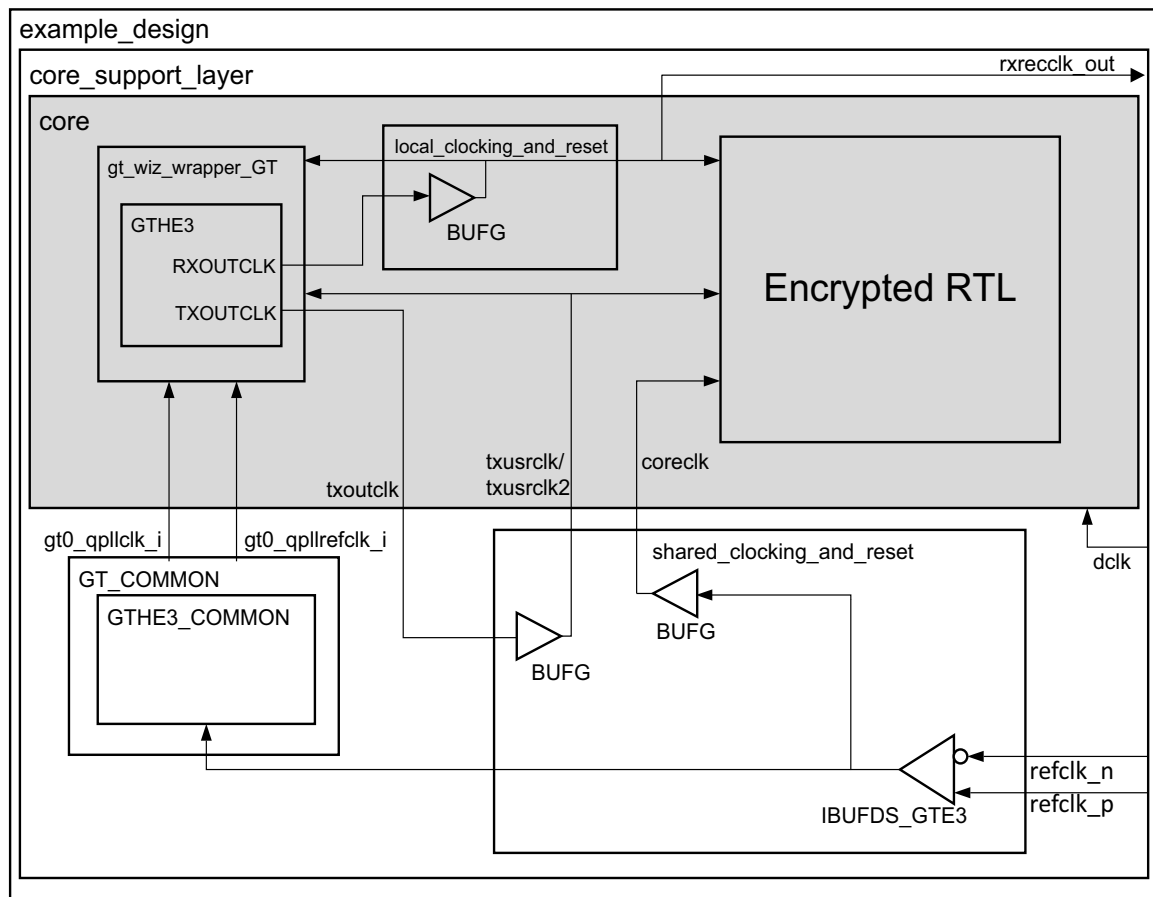 example_design
core_support_layer
rxrecclk_out
core
local_clocking_and_reset
gt_wiz_wrapper_GT
GTHE3
BUFG
RXOUTCLK
TXOUTCLK
Encrypted RTL
txusrclk/
txusrclk2
coreclk
txoutclk
gt0_qpllclk_i
gt0_qpllrefclk_i
shared_clocking_and_reset
dclk
GT_COMMON
GTHE3_COMMON
BUFG
BUFG
refclk_n
refclk_p
IBUFDS_GTE3